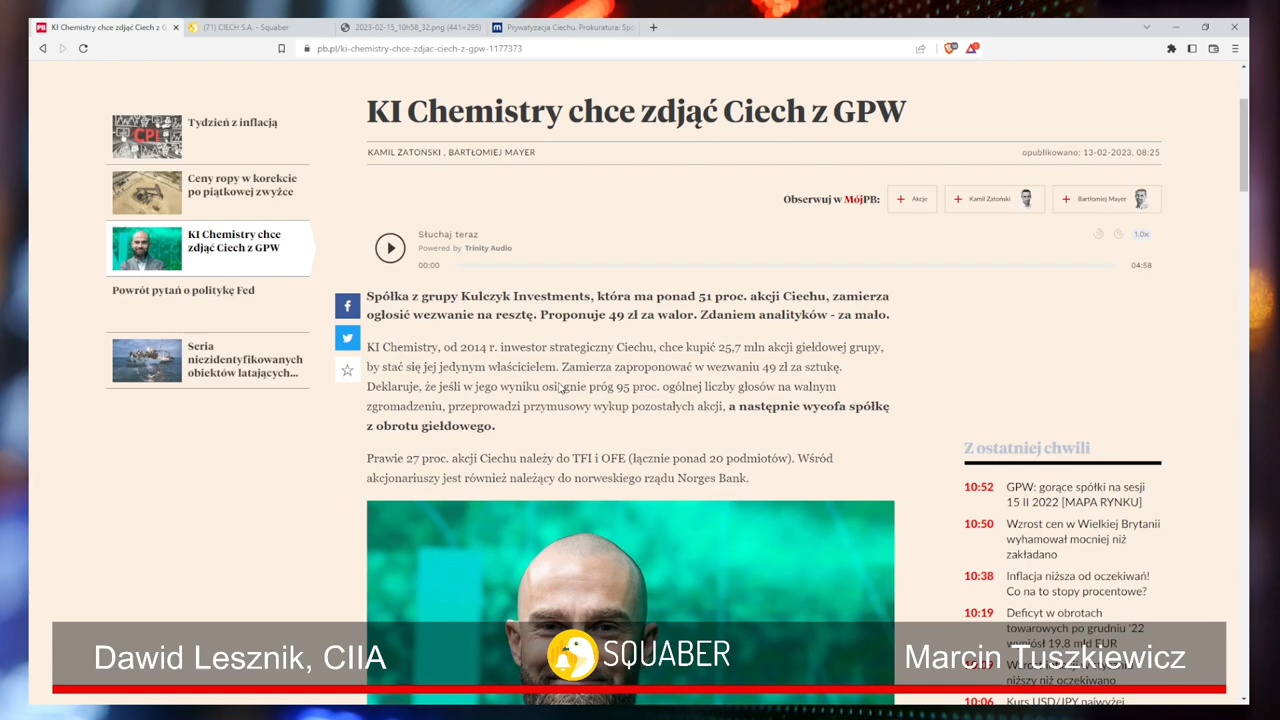 KI Chemistry chce zdjąć Ciech z G
(71) CIECH S.A. - Squaber
2023-02-15_10h58_32.png (441×295)
Prywatyzacja Ciechu. Prokuratura: Sp
pb.pl/ki-chemistry-chce-zdjac-ciech-z-gpw-1177373
Tydzień z inflacją
Ceny ropy w korekcie
po piątkowej zwyżce
KI Chemistry chce
zdjąć Ciech z GPW
Powrót pytań o politykę Fed
Seria
niezidentyfikowanych
obiektów latających...
KI Chemistry chce zdjąć Ciech z GPW
KAMIL ZATOŃSKI , BARTŁOMIEJ MAYER
opublikowano: 13-02-2023, 08:25
Obserwuj w MójPB:
+ Akcje
+ Kamil Zatoński
+ Bartłomiej Mayer
Słuchaj teraz
Powered by Trinity Audio
00:00
1.0x
04:58
Spółka z grupy Kulczyk Investments, która ma ponad 51 proc. akcji Ciechu, zamierza
ogłosić wezwanie na resztę. Proponuje 49 zł za walor. Zdaniem analityków - za mało.
KI Chemistry, od 2014 r. inwestor strategiczny Ciechu, chce kupić 25,7 mln akcji giełdowej grupy,
by stać się jej jedynym właścicielem. Zamierza zaproponować w wezwaniu 49 zł za sztukę.
Deklaruje, że jeśli w jego wyniku osiągnie próg 95 proc. ogólnej liczby głosów na walnym
zgromadzeniu, przeprowadzi przymusowy wykup pozostałych akcji, a następnie wycofa spółkę
z obrotu giełdowego.
Prawie 27 proc. akcji Ciechu należy do TFI i OFE (łącznie ponad 20 podmiotów). Wśród
akcjonariuszy jest również należący do norweskiego rządu Norges Bank.
Z ostatniej chwili
10:52 GPW: gorące spółki na sesji
15 II 2022 [MAPA RYNKU]
10:50 Wzrost cen w Wielkiej Brytanii
wyhamował mocniej niż
zakładano
10:38 Inflacja niższa od oczekiwań!
Co na to stopy procentowe?
10:19 Deficyt w obrotach
towarowych po grudniu '22
wyniósł 19,8 mld EUR
niższy niż oczekiwano
10:06 Kurs USD/JPY najwyżej
Dawid Lesznik, CIIA
SQUABER
Marcin Tuszkiewicz